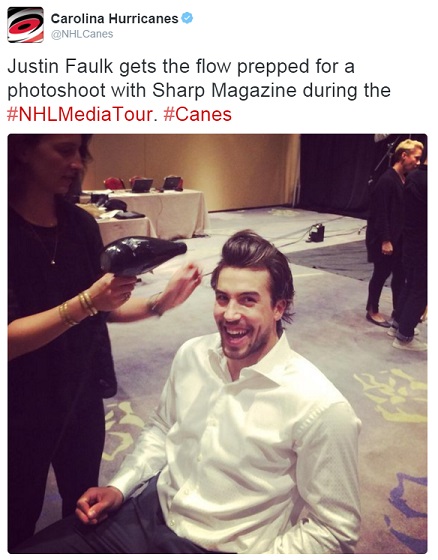 Carolina Hurricanes
@NHLCanes
Justin Faulk gets the flow prepped for a
photoshoot with Sharp Magazine during the
#NHLMediaTour. #Canes